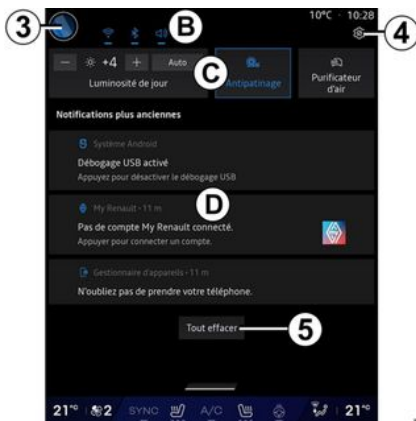 10°C · 10:28
3
B
4
— +4 + Auto
C
Luminosité de jour
Antipatinage
Purificateur
d'air
Notifications plus anciennes
Système Android
Débogage USB activé
Appuyez pour désactiver le débogage USB
My Renault · 11 m
D
Pas de compte My Renault connecté.
Appuyer pour connecter un compte.
Gestionnaire d'appareils · 11 m
N'oubliez pas de prendre votre téléphone.
Tout effacer
5
21°C 2 SYNC A/C 21°C